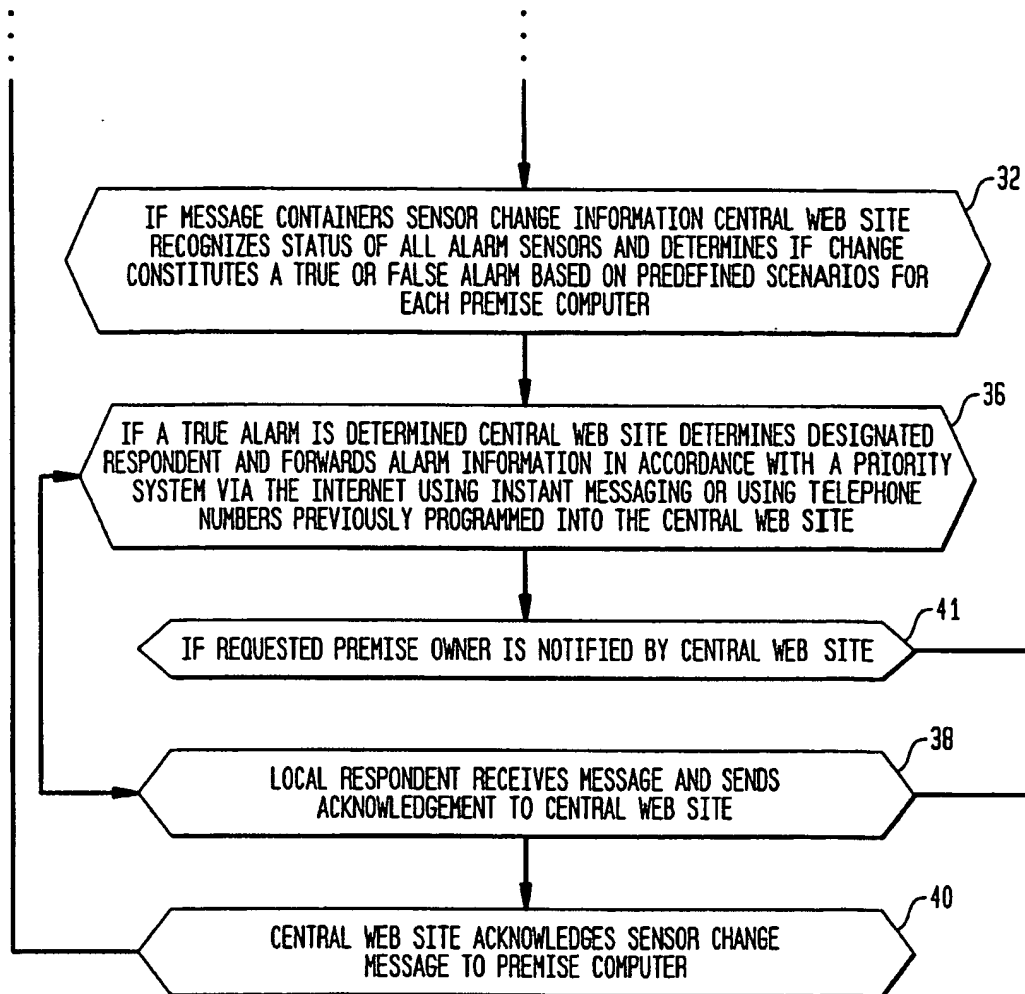 32
IF MESSAGE CONTAINERS SENSOR CHANGE INFORMATION CENTRAL WEB SITE
RECOGNIZES STATUS OF ALL ALARM SENSORS AND DETERMINES IF CHANGE
CONSTITUTES A TRUE OR FALSE ALARM BASED ON PREDEFINED SCENARIOS FOR
EACH PREMISE COMPUTER
36
IF A TRUE ALARM IS DETERMINED CENTRAL WEB SITE DETERMINES DESIGNATED
RESPONDENT AND FORWARDS ALARM INFORMATION IN ACCORDANCE WITH A PRIORITY
SYSTEM VIA THE INTERNET USING INSTANT MESSAGING OR USING TELEPHONE
NUMBERS PREVIOUSLY PROGRAMMED INTO THE CENTRAL WEB SITE
41
IF REQUESTED PREMISE OWNER IS NOTIFIED BY CENTRAL WEB SITE
38
LOCAL RESPONDENT RECEIVES MESSAGE AND SENDS
ACKNOWLEDGEMENT TO CENTRAL WEB SITE
40
CENTRAL WEB SITE ACKNOWLEDGES SENSOR CHANGE
MESSAGE TO PREMISE COMPUTER